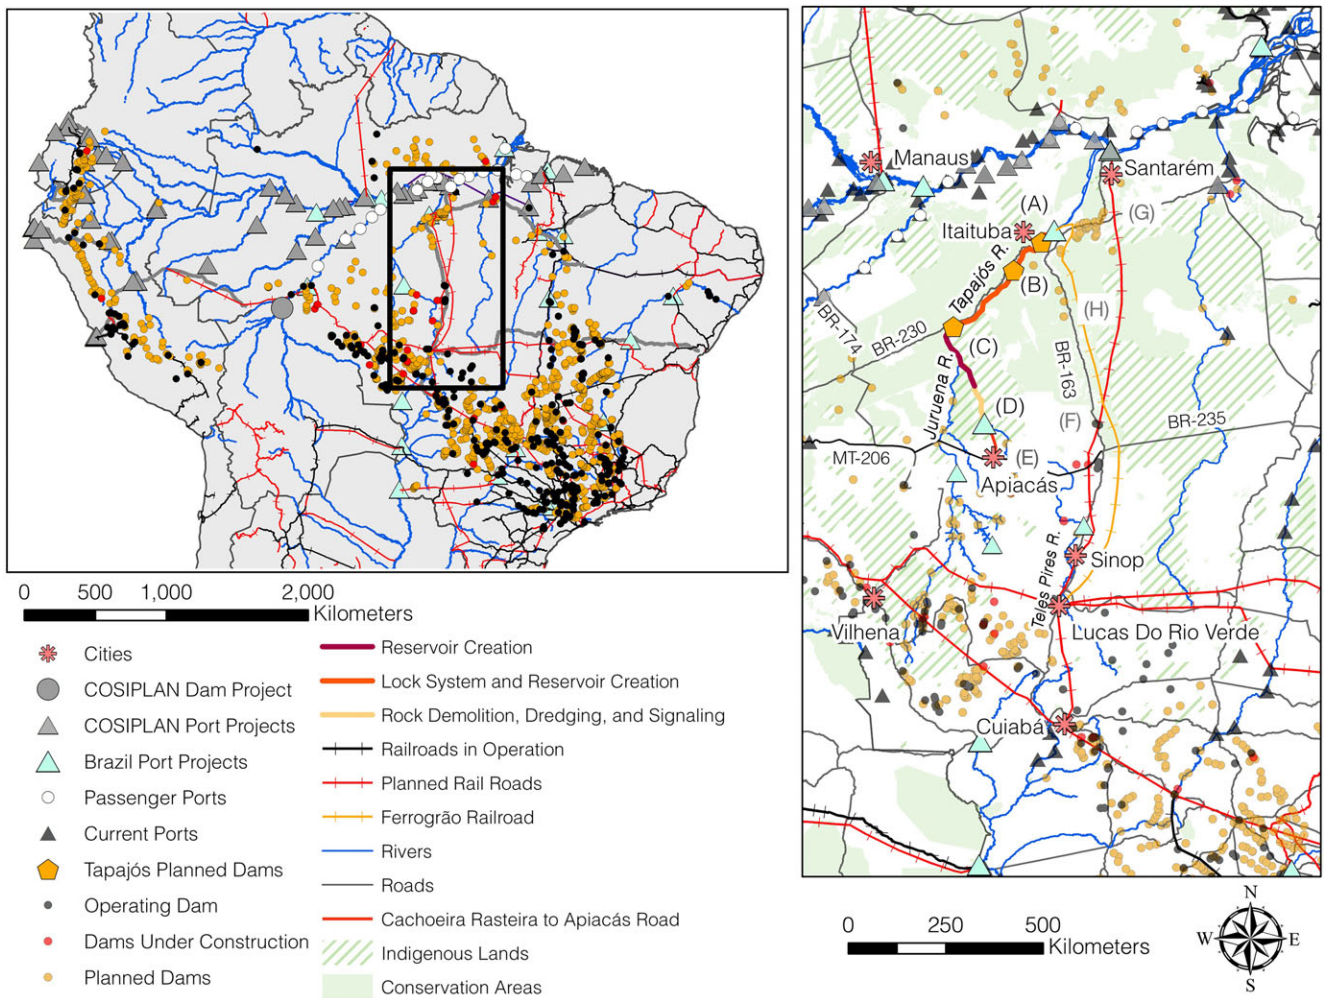 0 500 1,000 2,000
Kilometers
Cities
COSIPLAN Dam Project
COSIPLAN Port Projects
Brazil Port Projects
Passenger Ports
Current Ports
Tapajós Planned Dams
Operating Dam
Dams Under Construction
Planned Dams
Reservoir Creation
Lock System and Reservoir Creation
Rock Demolition, Dredging, and Signaling
Railroads in Operation
Planned Rail Roads
Ferrogrão Railroad
Rivers
Roads
Cachoeira Rasteira to Apiacás Road
Indigenous Lands
Conservation Areas
Manaus
Santarém
(A)
(G)
Itaituba
Tapajós R.
(B)
(H)
BR-174
BR-230
(C)
BR-163
Juruena R.
(D)
(F)
BR-235
MT-206
(E)
Apiacás
Sinop
Teles Pires R.
Vilhena
Lucas Do Rio Verde
Cuiabá
0 250 500
Kilometers
N
W E
S